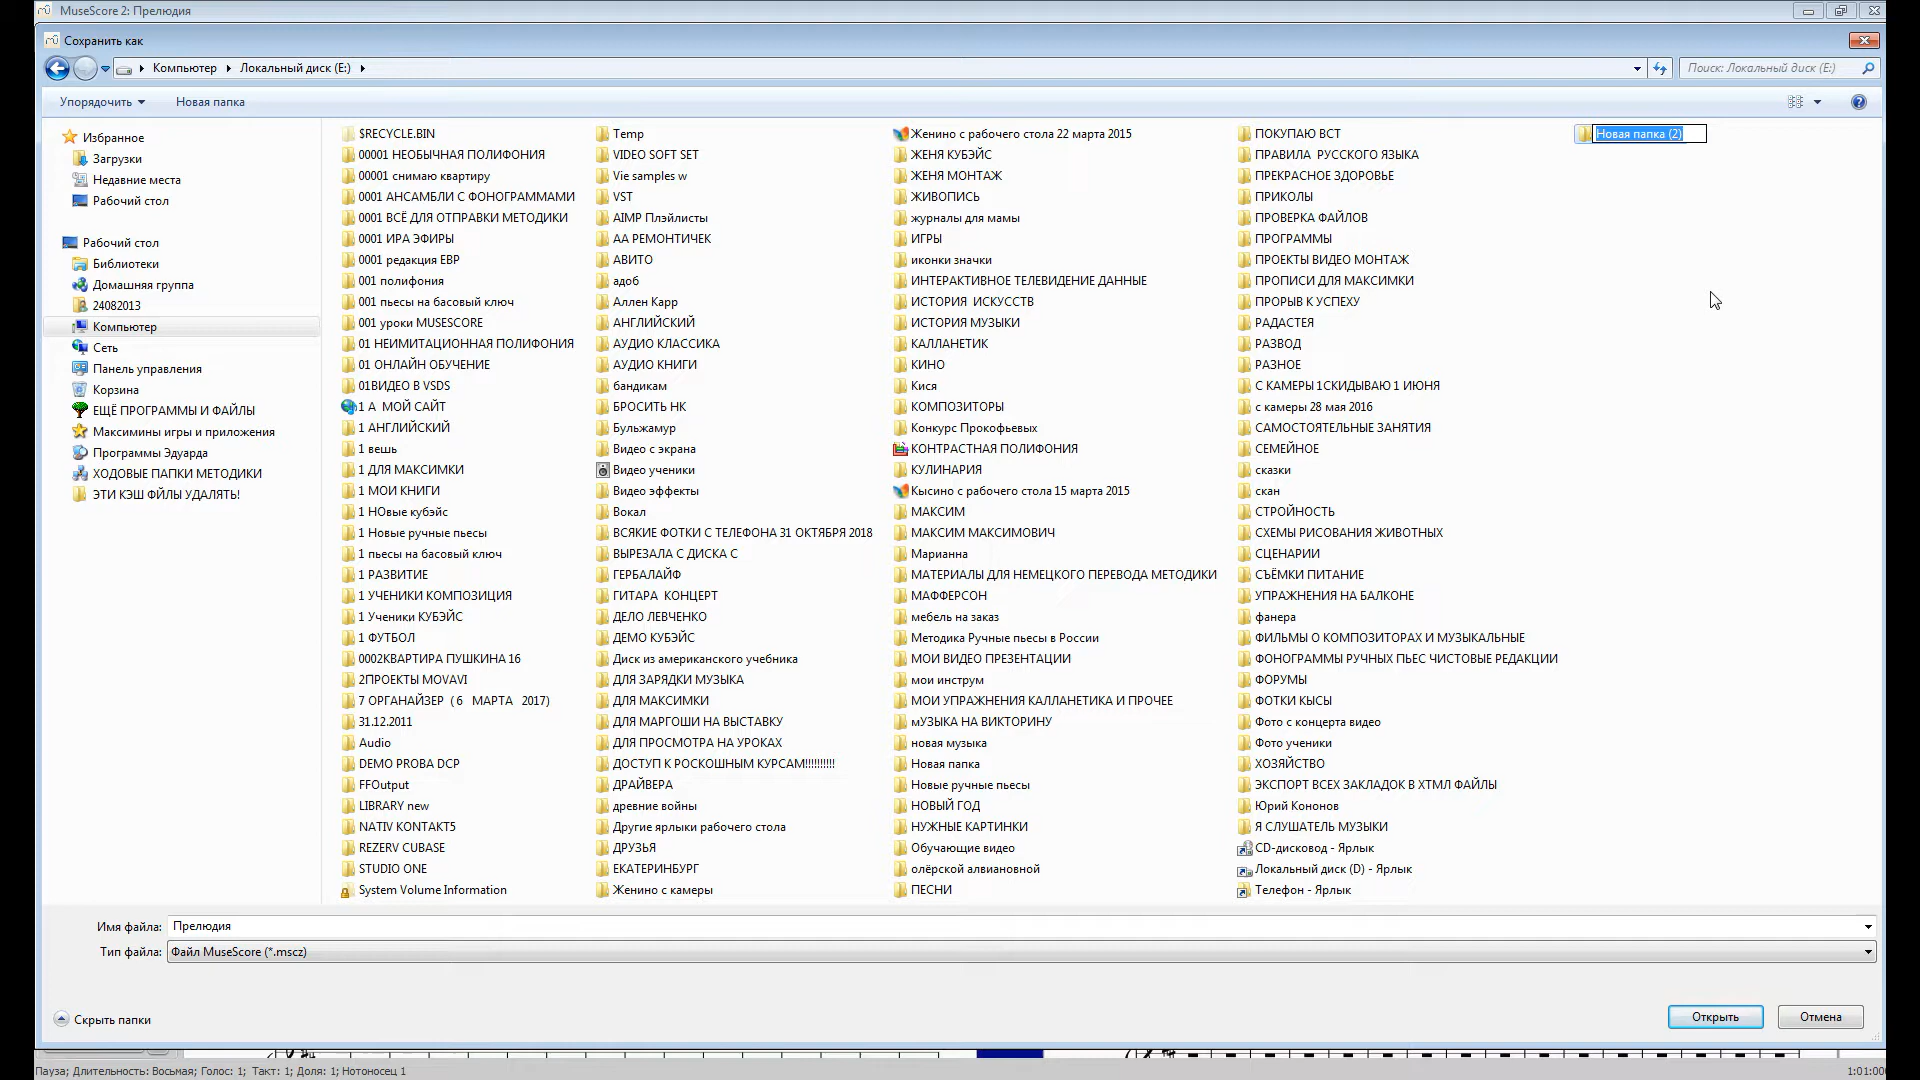 MuseScore 2: Прелюдия
Сохранить как
Компьютер
Локальный диск (E:)
Поиск: Локальный диск (E:)
Упорядочить
Новая папка
Избранное
Загрузки
Недавние места
Рабочий стол
Рабочий стол
Библиотеки
Домашняя группа
24082013
Компьютер
Сеть
Панель управления
Корзина
ЕЩЁ ПРОГРАММЫ И ФАЙЛЫ
Максимины игры и приложения
Программы Эдуарда
ХОДОВЫЕ ПАПКИ МЕТОДИКИ
ЭТИ КЭШ ФЙЛЫ УДАЛЯТЬ!
$RECYCLE.BIN
00001 НЕОБЫЧНАЯ ПОЛИФОНИЯ
00001 снимаю квартиру
0001 АНСАМБЛИ С ФОНОГРАММАМИ
0001 ВСЁ ДЛЯ ОТПРАВКИ МЕТОДИКИ
0001 ИРА ЭФИРЫ
0001 редакция ЕВР
001 полифония
001 пьесы на басовый ключ
001 уроки MUSESCORE
01 НЕИМИТАЦИОННАЯ ПОЛИФОНИЯ
01 ОНЛАЙН ОБУЧЕНИЕ
01ВИДЕО В VSDS
1 А  МОЙ САЙТ
1 АНГЛИЙСКИЙ
1 вешь
1 ДЛЯ МАКСИМКИ
1 МОИ КНИГИ
1 НОвые кубэйс
1 Новые ручные пьесы
1 пьесы на басовый ключ
1 РАЗВИТИЕ
1 УЧЕНИКИ КОМПОЗИЦИЯ
1 Ученики КУБЭЙС
1 ФУТБОЛ
0002КВАРТИРА ПУШКИНА 16
2ПРОЕКТЫ MOVAVI
7 ОРГАНАЙЗЕР  ( 6   МАРТА   2017)
31.12.2011
Audio
DEMO PROBA DCP
FFOutput
LIBRARY new
NATIV KONTAKT5
REZERV CUBASE
STUDIO ONE
System Volume Information
Temp
VIDEO SOFT SET
Vie samples w
VST
AIMP Плэйлисты
АА РЕМОНТИЧЕК
АВИТО
адоб
Аллен Карр
АНГЛИЙСКИЙ
АУДИО КЛАССИКА
АУДИО КНИГИ
бандикам
БРОСИТЬ НК
Бульжамур
Видео с экрана
Видео ученики
Видео эффекты
Вокал
ВСЯКИЕ ФОТКИ С ТЕЛЕФОНА 31 ОКТЯБРЯ 2018
ВЫРЕЗАЛА С ДИСКА С
ГЕРБАЛАЙФ
ГИТАРА  КОНЦЕРТ
ДЕЛО ЛЕВЧЕНКО
ДЕМО КУБЭЙС
Диск из американского учебника
ДЛЯ ЗАРЯДКИ МУЗЫКА
ДЛЯ МАКСИМКИ
ДЛЯ МАРГОШИ НА ВЫСТАВКУ
ДЛЯ ПРОСМОТРА НА УРОКАХ
ДОСТУП К РОСКОШНЫМ КУРСАМ!!!!!!!!!!
ДРАЙВЕРА
древние войны
Другие ярлыки рабочего стола
ДРУЗЬЯ
ЕКАТЕРИНБУРГ
Женино с камеры
Женино с рабочего стола 22 марта 2015
ЖЕНЯ КУБЭЙС
ЖЕНЯ МОНТАЖ
ЖИВОПИСЬ
журналы для мамы
ИГРЫ
иконки значки
ИНТЕРАКТИВНОЕ ТЕЛЕВИДЕНИЕ ДАННЫЕ
ИСТОРИЯ  ИСКУССТВ
ИСТОРИЯ МУЗЫКИ
КАЛЛАНЕТИК
КИНО
Кися
КОМПОЗИТОРЫ
Конкурс Прокофьевых
КОНТРАСТНАЯ ПОЛИФОНИЯ
КУЛИНАРИЯ
Кысино с рабочего стола 15 марта 2015
МАКСИМ
МАКСИМ МАКСИМОВИЧ
Марианна
МАТЕРИАЛЫ ДЛЯ НЕМЕЦКОГО ПЕРЕВОДА МЕТОДИКИ
МАФФЕРСОН
мебель на заказ
Методика Ручные пьесы в России
МОИ ВИДЕО ПРЕЗЕНТАЦИИ
мои инструм
МОИ УПРАЖНЕНИЯ КАЛЛАНЕТИКА И ПРОЧЕЕ
мУЗЫКА НА ВИКТОРИНУ
новая музыка
Новая папка
Новые ручные пьесы
НОВЫЙ ГОД
НУЖНЫЕ КАРТИНКИ
Обучающие видео
олёрской алвиановной
ПЕСНИ
ПОКУПАЮ ВСТ
ПРАВИЛА  РУССКОГО ЯЗЫКА
ПРЕКРАСНОЕ ЗДОРОВЬЕ
ПРИКОЛЫ
ПРОВЕРКА ФАЙЛОВ
ПРОГРАММЫ
ПРОЕКТЫ ВИДЕО МОНТАЖ
ПРОПИСИ ДЛЯ МАКСИМКИ
ПРОРЫВ К УСПЕХУ
РАДАСТЕЯ
РАЗВОД
РАЗНОЕ
С КАМЕРЫ 1СКИДЫВАЮ 1 ИЮНЯ
с камеры 28 мая 2016
САМОСТОЯТЕЛЬНЫЕ ЗАНЯТИЯ
СЕМЕЙНОЕ
сказки
скан
СТРОЙНОСТЬ
СХЕМЫ РИСОВАНИЯ ЖИВОТНЫХ
СЦЕНАРИИ
СЪЁМКИ ПИТАНИЕ
УПРАЖНЕНИЯ НА БАЛКОНЕ
фанера
ФИЛЬМЫ О КОМПОЗИТОРАХ И МУЗЫКАЛЬНЫЕ
ФОНОГРАММЫ РУЧНЫХ ПЬЕС ЧИСТОВЫЕ РЕДАКЦИИ
ФОРУМЫ
ФОТКИ КЫСЫ
Фото с концерта видео
Фото ученики
ХОЗЯЙСТВО
ЭКСПОРТ ВСЕХ ЗАКЛАДОК В ХТМЛ ФАЙЛЫ
Юрий Кононов
Я СЛУШАТЕЛЬ МУЗЫКИ
CD-дисковод - Ярлык
Локальный диск (D) - Ярлык
Телефон - Ярлык
Новая папка (2)
Имя файла: Прелюдия
Тип файла: Файл MuseScore (*.mscz)
Скрыть папки
Открыть
Отмена
Пауза; Длительность: Восьмая; Голос: 1;  Такт: 1; Доля: 1; Нотоносец 1
1:01:000